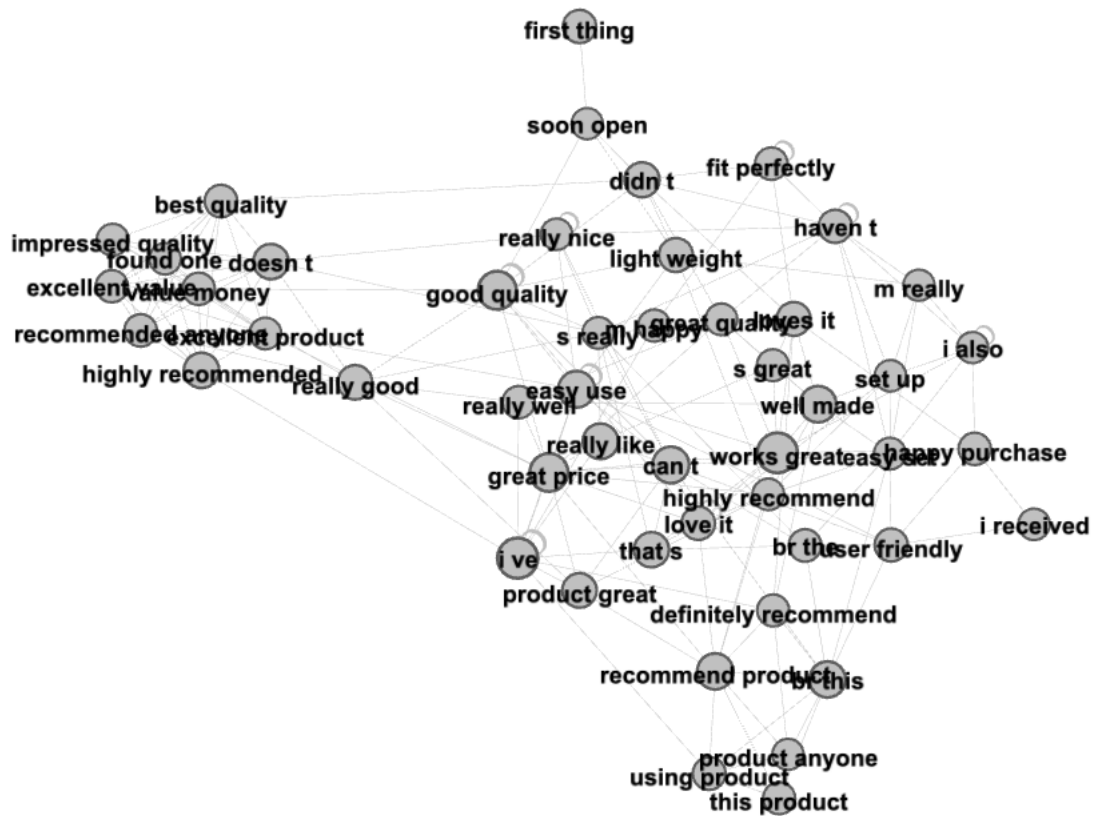 first thing
soon open
fit perfectly
didn t
best quality
haven t
really nice
impressed quality
found one
doesn t
light weight
excellent value
value money
good quality
m really
recommended anyone
excellent product
s really
m happy
great quality
loves it
i also
highly recommended
really good
s great
set up
easy use
really well
well made
really like
works great
easy set
happy purchase
great price
can t
highly recommend
love it
i received
i ve
that s
br the
user friendly
product great
definitely recommend
recommend product
br this
product anyone
using product
this product